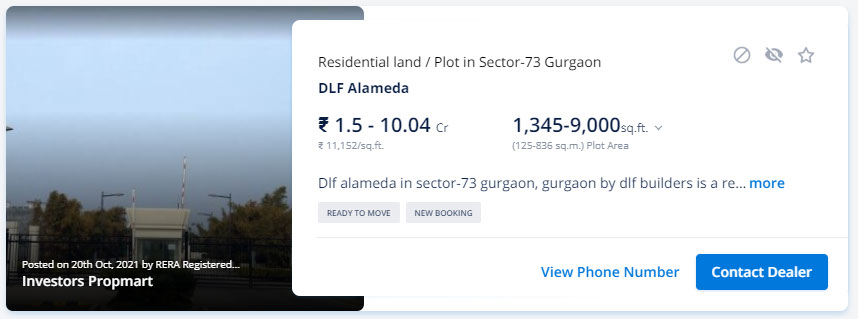 Residential land / Plot in Sector-73 Gurgaon
DLF Alameda
₹ 1.5 - 10.04 Cr
₹ 11,152/sq.ft.
1,345-9,000sq.ft.
(125-836 sq.m.) Plot Area
Dlf alameda in sector-73 gurgaon, gurgaon by dlf builders is a re... more
READY TO MOVE NEW BOOKING
Posted on 20th Oct, 2021 by RERA Registered...
Investors Propmart
View Phone Number Contact Dealer